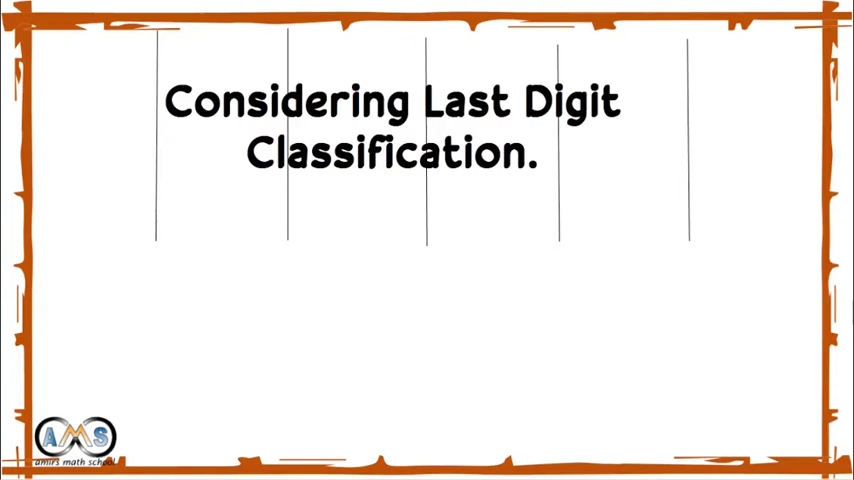 Considering Last Digit
Classification.
AMS
amirs math school